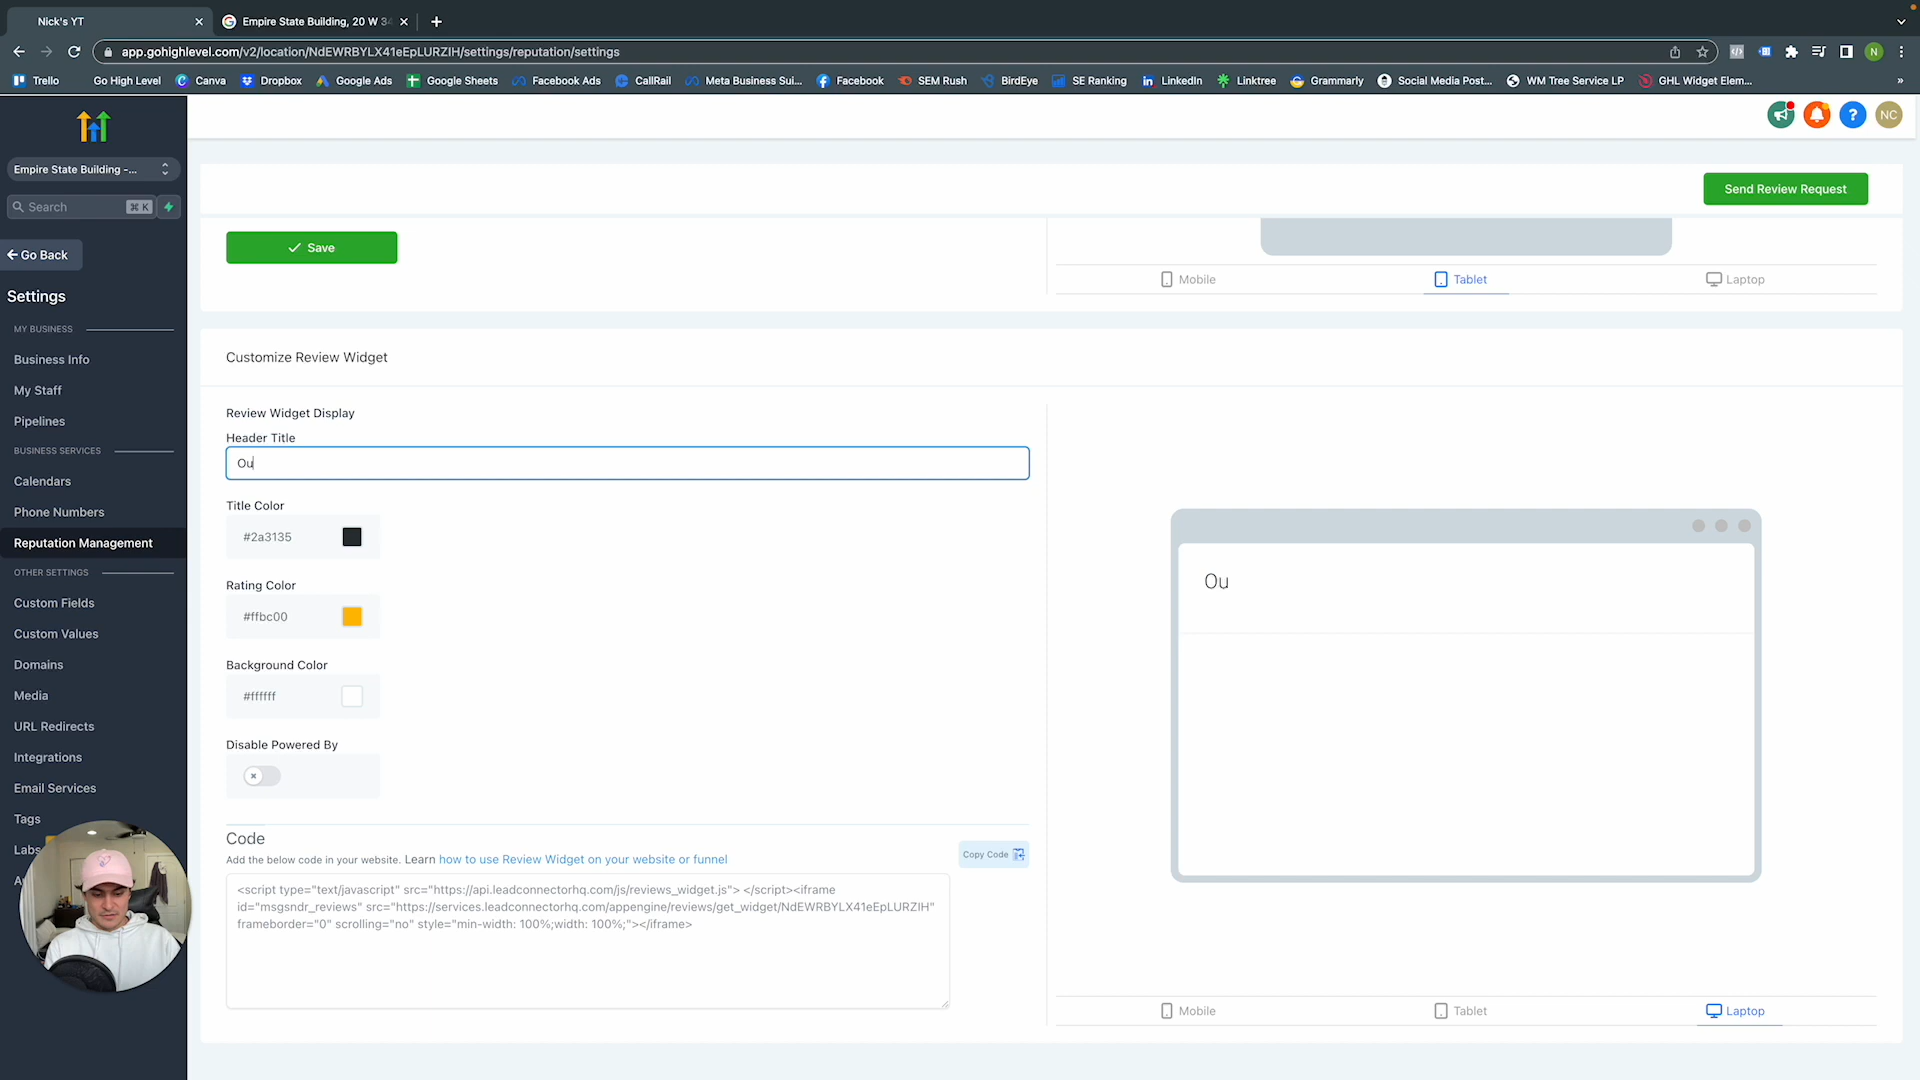 Nick's YT
Empire State Building, 20 W 34
app.gohighlevel.com/v2/location/NdEWRBYLX41eEpLURZIH/settings/reputation/settings
Trello
Go High Level
Canva
Dropbox
Google Ads
Google Sheets
Facebook Ads
CallRail
Meta Business Sui...
Facebook
SEM Rush
BirdEye
SE Ranking
LinkedIn
Linktree
Grammarly
Social Media Post...
WM Tree Service LP
GHL Widget Elem...
»
NC
Empire State Building -...
Search ⌘ K
Send Review Request
Go Back
Save
Mobile
Tablet
Laptop
Settings
MY BUSINESS
Business Info
My Staff
Pipelines
BUSINESS SERVICES
Calendars
Phone Numbers
Reputation Management
OTHER SETTINGS
Custom Fields
Custom Values
Domains
Media
URL Redirects
Integrations
Email Services
Tags
Labs
Customize Review Widget
Review Widget Display
Header Title
Ou
Title Color
#2a3135
Rating Color
#ffbc00
Background Color
#ffffff
Disable Powered By
Ou
Code
Add the below code in your website. Learn how to use Review Widget on your website or funnel
Copy Code
<script type="text/javascript" src="https://api.leadconnectorhq.com/js/reviews_widget.js"> </script><iframe
id="msgsndr_reviews" src="https://services.leadconnectorhq.com/appengine/reviews/get_widget/NdEWRBYLX41eEpLURZIH"
frameborder="0" scrolling="no" style="min-width: 100%;width: 100%;"></iframe>
Mobile
Tablet
Laptop